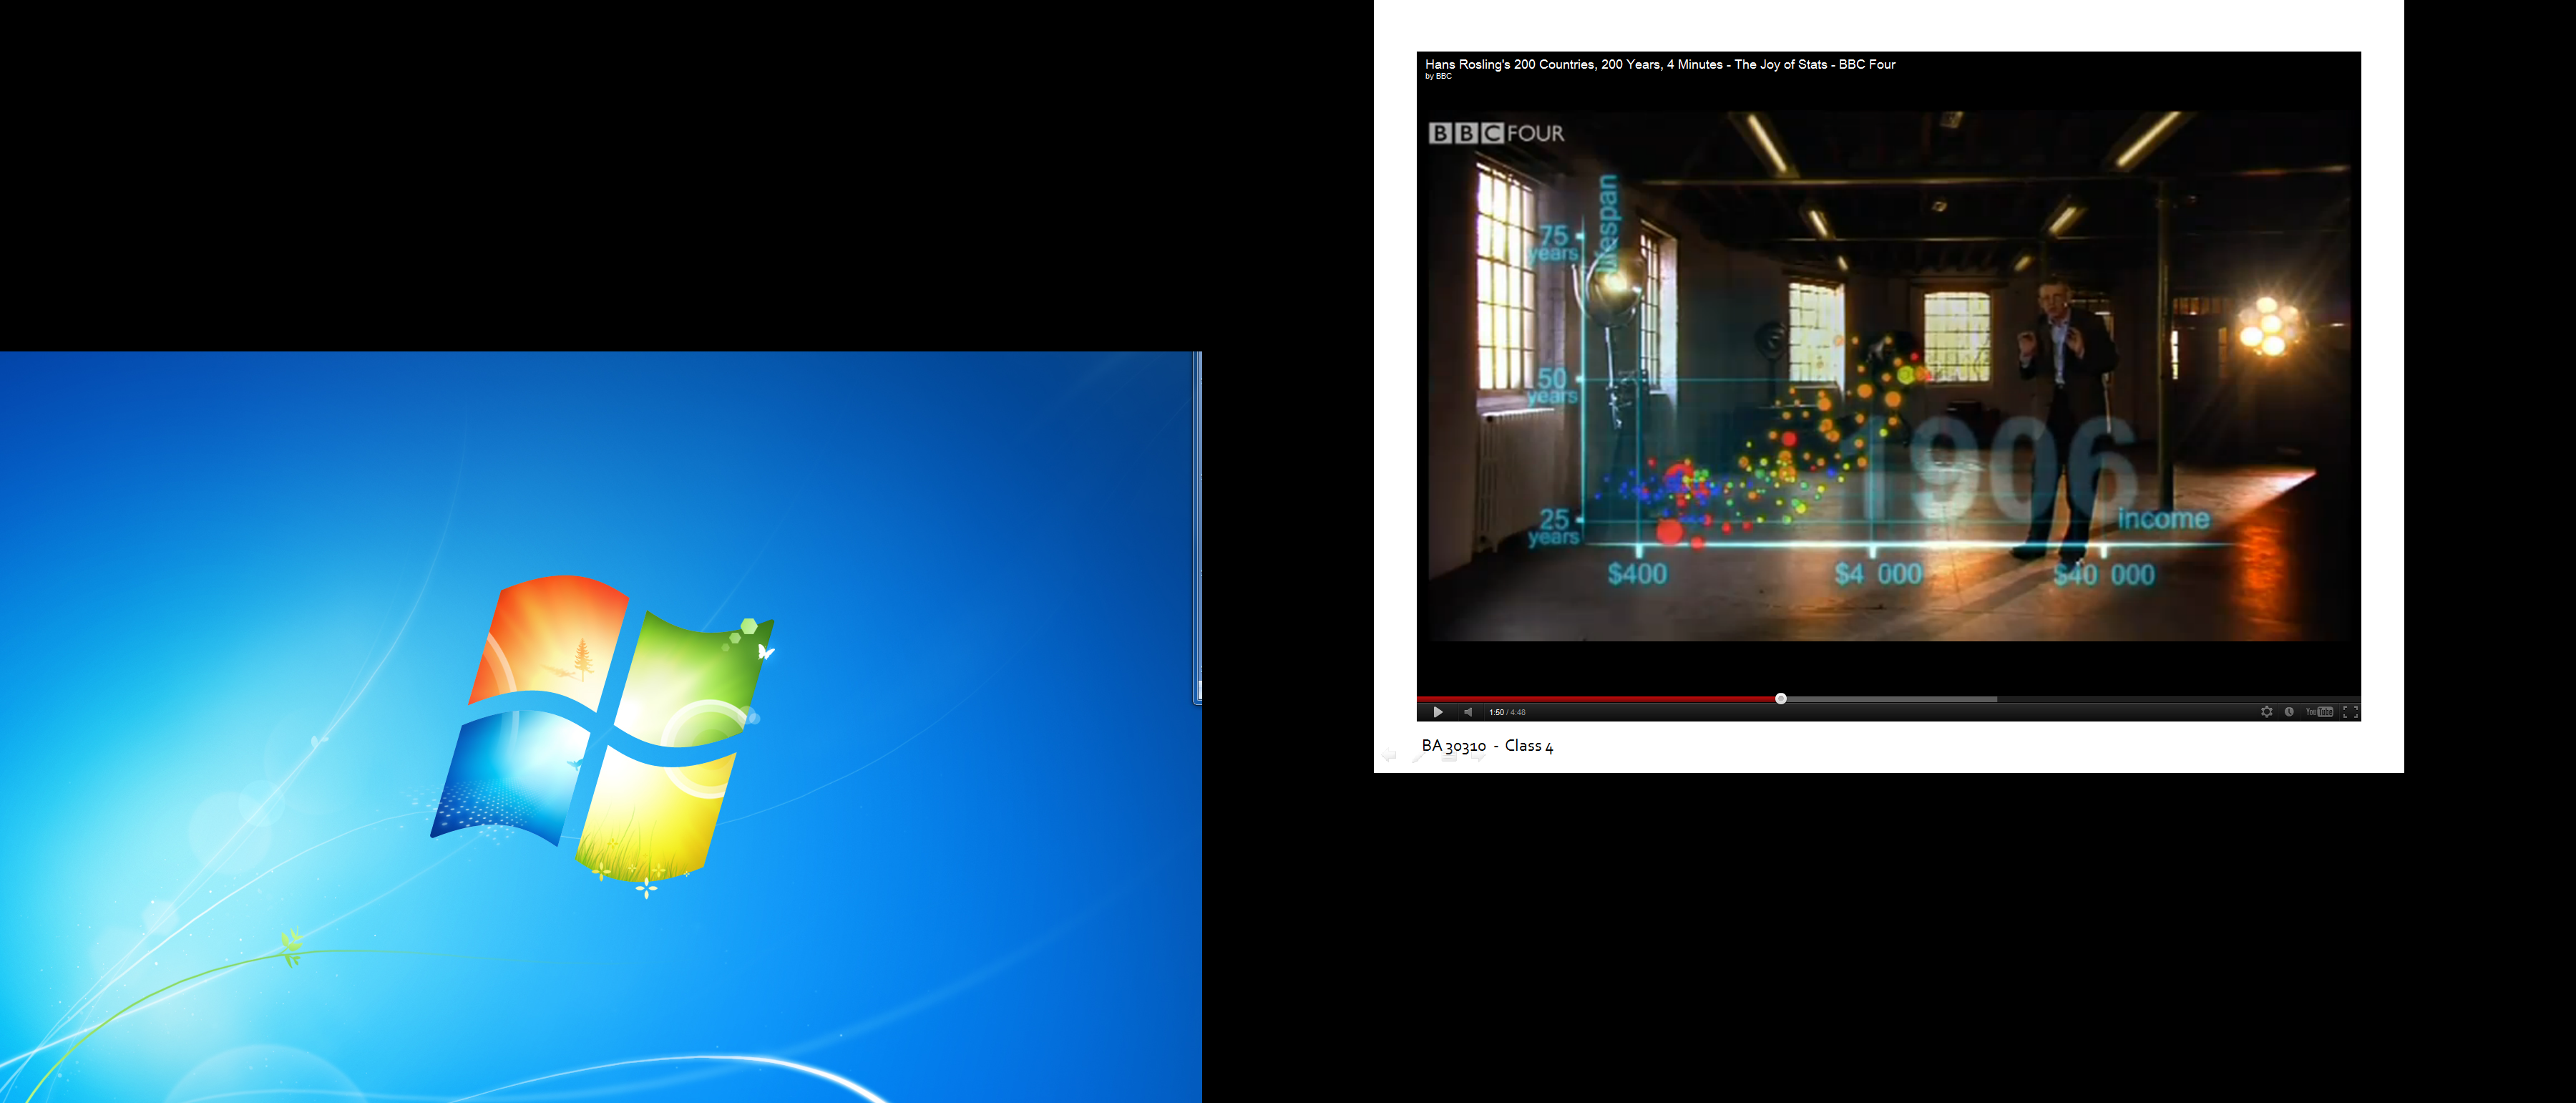 Hans Rosling's 200 Countries, 200 Years, 4 Minutes - The Joy of Stats - BBC Four
by BBC
BBC FOUR
lifespan
75
years
50
years
1906
25
years
income
$400
$4 000
$40 000
1:50 / 4:48
YouTube
BA 30310 - Class 4